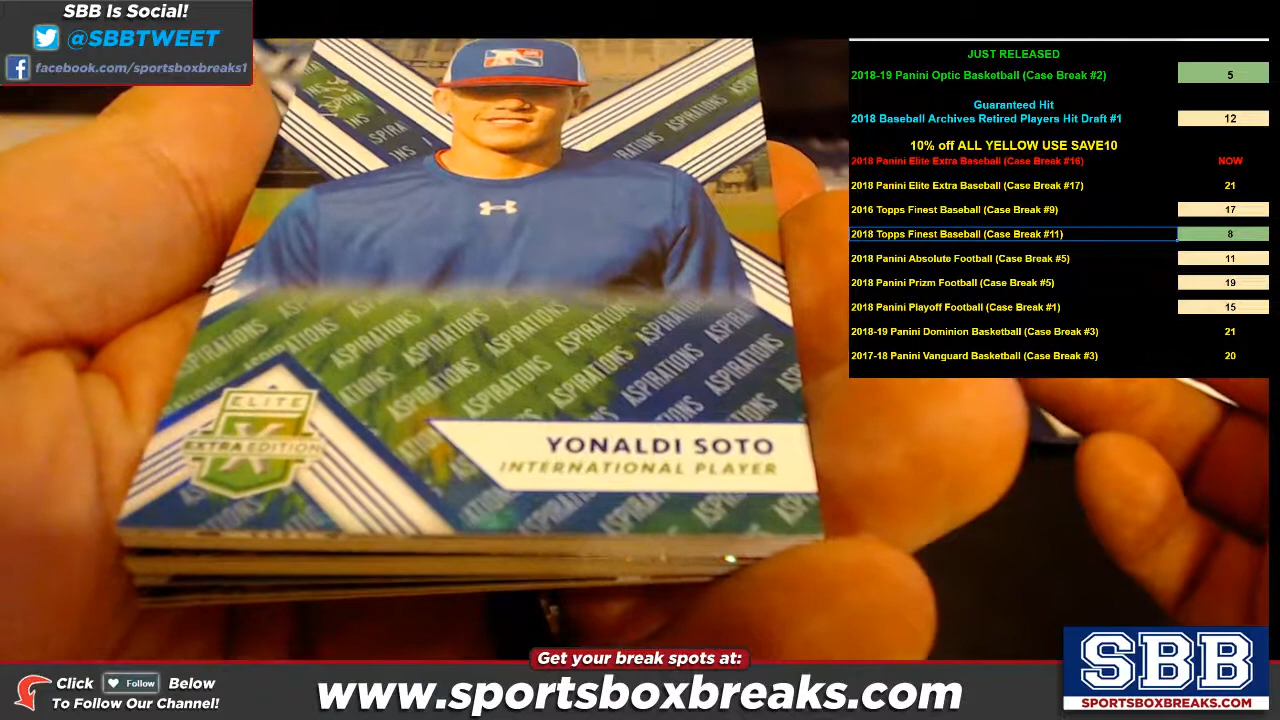 SBB Is Social!
@SBBTWEET
facebook.com/sportsboxbreaks1
JUST RELEASED
2018-19 Panini Optic Basketball (Case Break #2) 5
Guaranteed Hit
2018 Baseball Archives Retired Players Hit Draft #1 12
10% off ALL YELLOW USE SAVE10
2018 Panini Elite Extra Baseball (Case Break #16) NOW
2018 Panini Elite Extra Baseball (Case Break #17) 21
2016 Topps Finest Baseball (Case Break #9) 17
2018 Topps Finest Baseball (Case Break #11) 8
2018 Panini Absolute Football (Case Break #5) 11
2018 Panini Prizm Football (Case Break #5) 19
2018 Panini Playoff Football (Case Break #1) 15
2018-19 Panini Dominion Basketball (Case Break #3) 21
2017-18 Panini Vanguard Basketball (Case Break #3) 20
ASPIRATIONS
ASPIRATIONS
ASPIRATIONS
ASPIRATIONS
ASPIRATIONS
ASPIRATIONS
ELITE
EXTRA EDITION
YONALDI SOTO
INTERNATIONAL PLAYER
Get your break spots at:
www.sportsboxbreaks.com
Click Follow Below
To Follow Our Channel!
SBB
SPORTSBOXBREAKS.COM